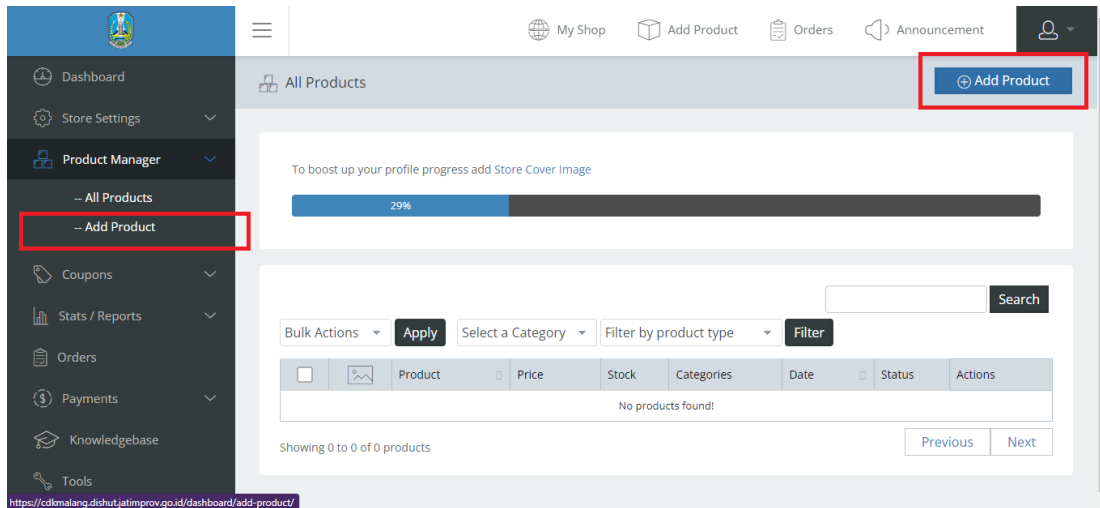 My Shop Add Product Orders Announcement
Dashboard
All Products
Add Product
Store Settings
Product Manager
To boost up your profile progress add Store Cover Image
-- All Products
29%
-- Add Product
Coupons
Search
Stats / Reports
Bulk Actions Apply Select a Category Filter by product type Filter
Orders
Product Price Stock Categories Date Status Actions
Payments
No products found!
Knowledgebase
Showing 0 to 0 of 0 products
Previous Next
Tools
https://cdkmalang.dishut.jatimprov.go.id/dashboard/add-product/